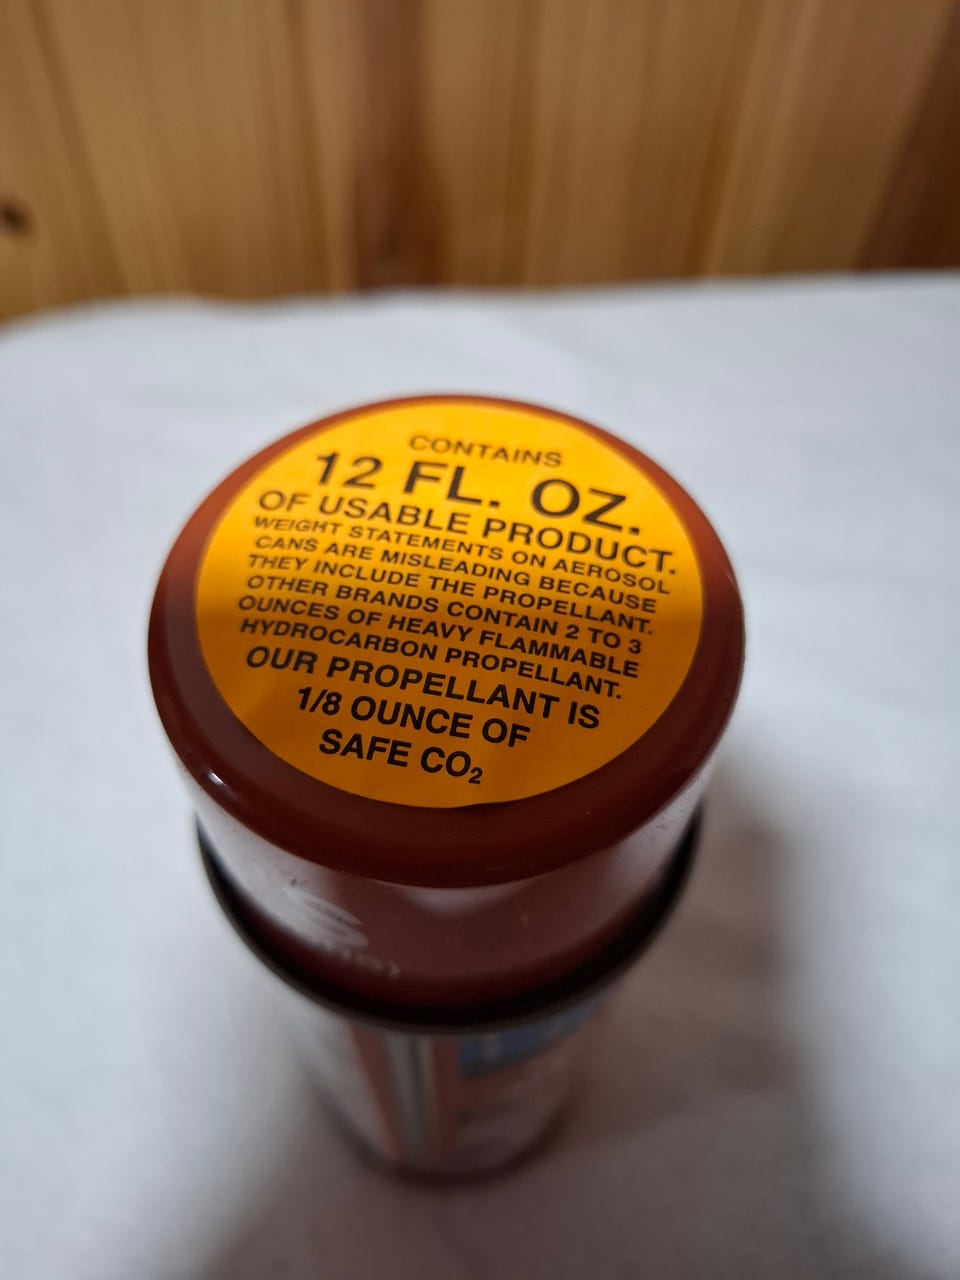 CONTAINS
12 FL. OZ.
OF USABLE PRODUCT.
WEIGHT STATEMENTS ON AEROSOL
CANS ARE MISLEADING BECAUSE
THEY INCLUDE THE PROPELLANT.
OTHER BRANDS CONTAIN 2 TO 3
OUNCES OF HEAVY FLAMMABLE
HYDROCARBON PROPELLANT.
OUR PROPELLANT IS
1/8 OUNCE OF
SAFE CO₂